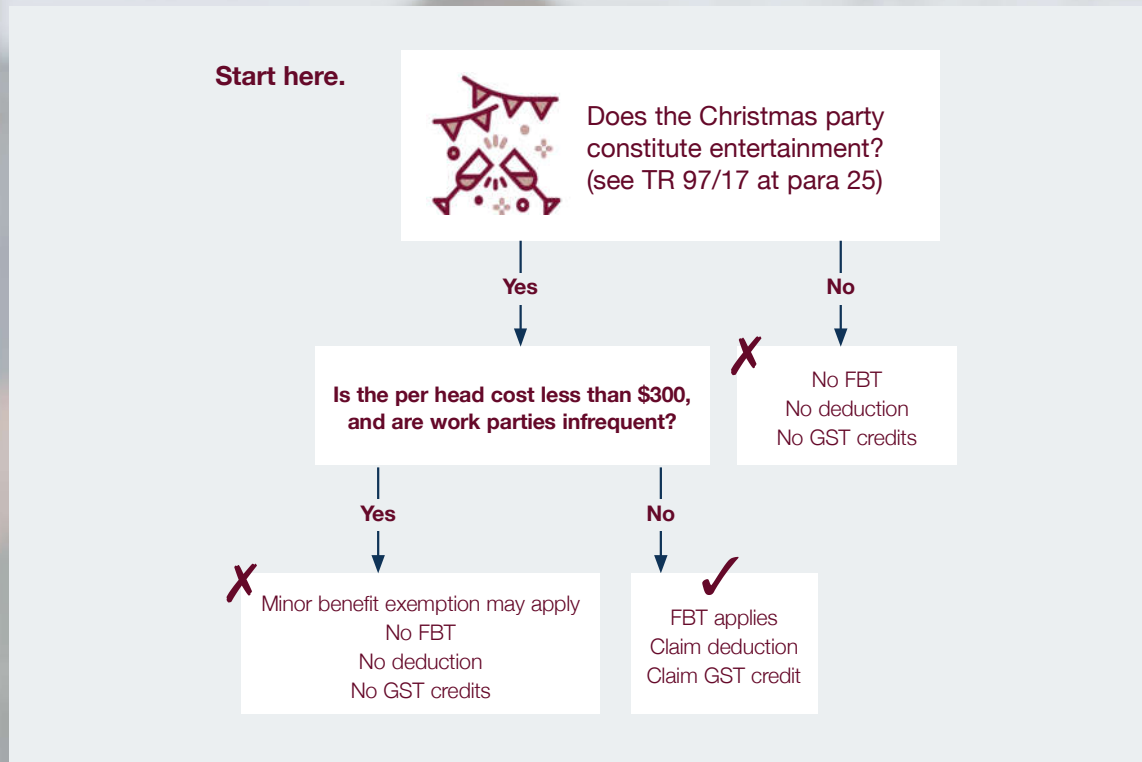 Start here.
Does the Christmas party
constitute entertainment?
(see TR 97/17 at para 25)
Yes
No
Is the per head cost less than $300,
and are work parties infrequent?
✗
No FBT
No deduction
No GST credits
Yes
No
✗
Minor benefit exemption may apply
No FBT
No deduction
No GST credits
✓
FBT applies
Claim deduction
Claim GST credit